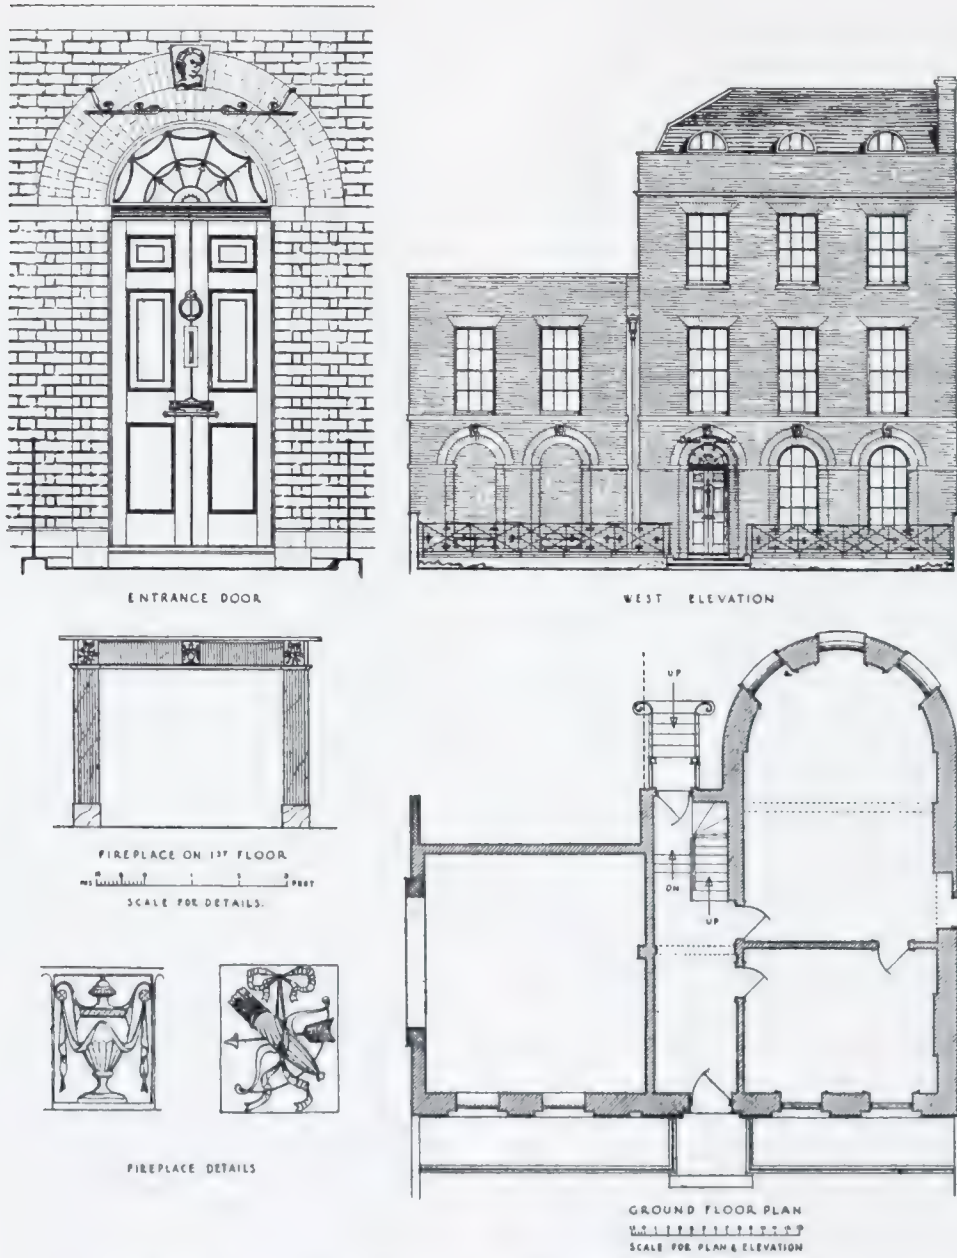 ENTRANCE DOOR
WEST ELEVATION
FIREPLACE ON 1ST FLOOR
FEET
SCALE FOR DETAILS.
FIREPLACE DETAILS
UP
DN
UP
GROUND FLOOR PLAN
SCALE FOR PLAN & ELEVATION